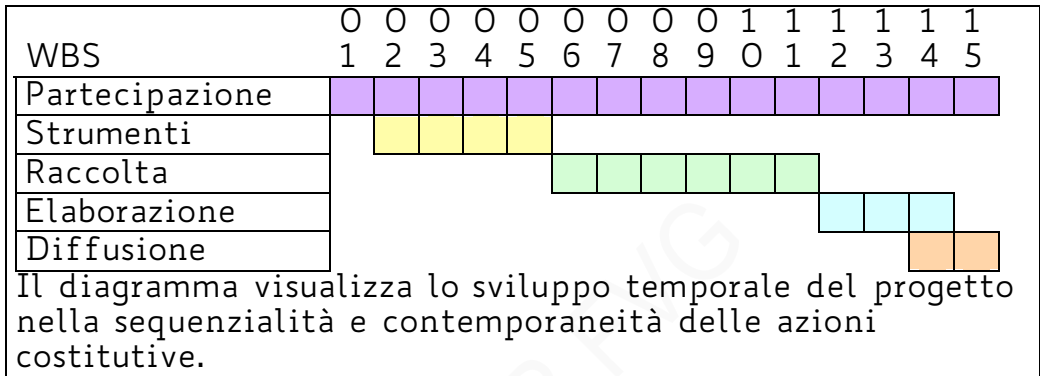 0 0 0 0 0 0 0 0 0 1 1 1 1 1 1
WBS 1 2 3 4 5 6 7 8 9 0 1 2 3 4 5
Partecipazione
Strumenti
Raccolta
Elaborazione
Diffusione
Il diagramma visualizza lo sviluppo temporale del progetto
nella sequenzialità e contemporaneità delle azioni
costitutive.